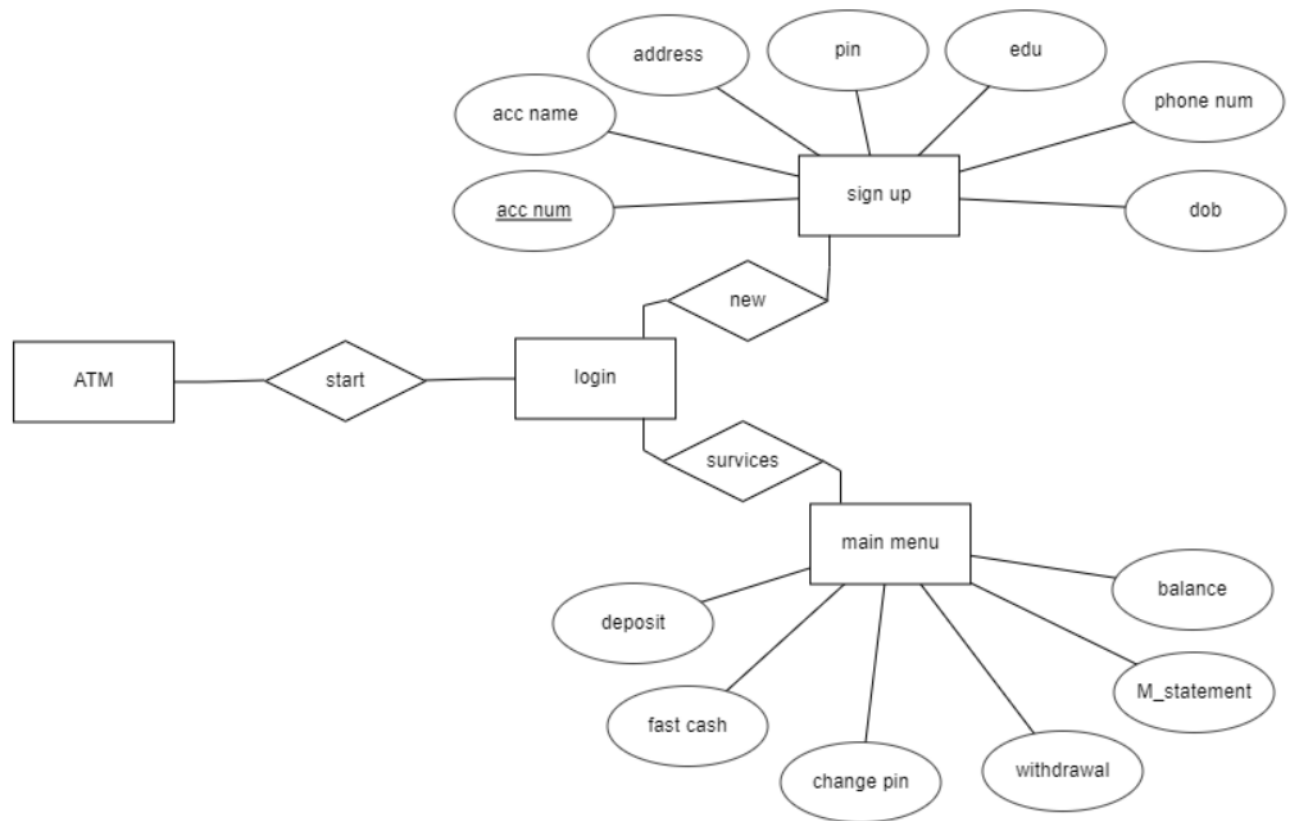 address
pin
edu
phone num
acc name
acc num
sign up
dob
new
ATM
start
login
survices
main menu
deposit
balance
M_statement
fast cash
change pin
withdrawal